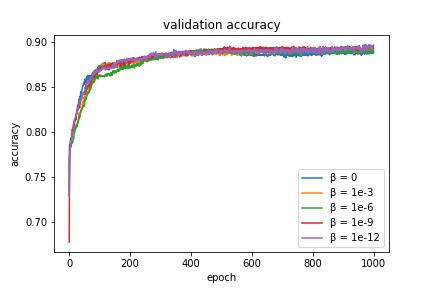 validation accuracy
accuracy
0.90
0.85
0.80
0.75
0.70
β = 0
β = 1e-3
β = 1e-6
β = 1e-9
β = 1e-12
0 200 400 600 800 1000
epoch